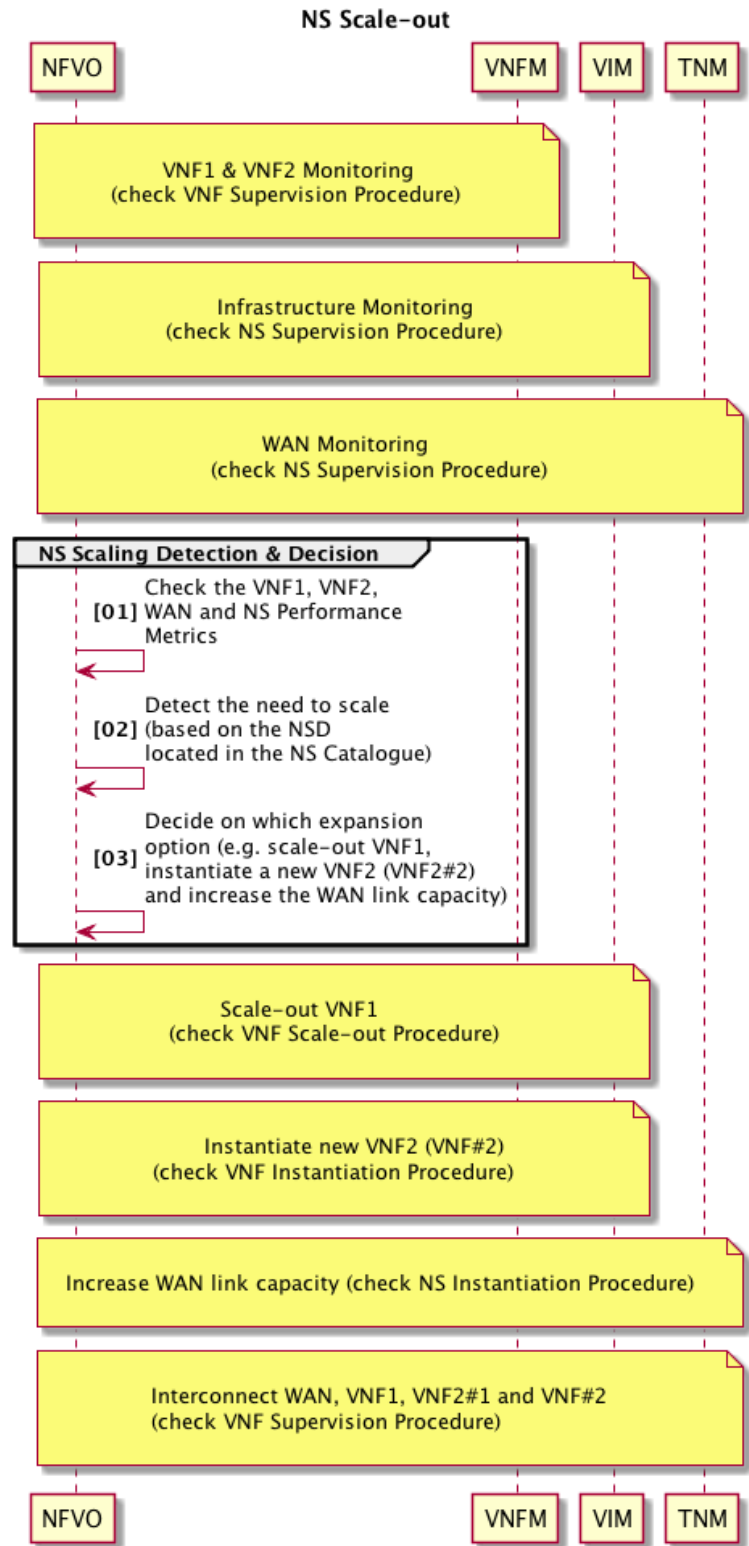 NS Scale-out
NFVO VNFM VIM TNM
VNF1 & VNF2 Monitoring
(check VNF Supervision Procedure)
Infrastructure Monitoring
(check NS Supervision Procedure)
WAN Monitoring
(check NS Supervision Procedure)
NS Scaling Detection & Decision
Check the VNF1, VNF2,
[01] WAN and NS Performance
Metrics
Detect the need to scale
[02] (based on the NSD
located in the NS Catalogue)
Decide on which expansion
option (e.g. scale-out VNF1,
[03] instantiate a new VNF2 (VNF2#2)
and increase the WAN link capacity)
Scale-out VNF1
(check VNF Scale-out Procedure)
Instantiate new VNF2 (VNF#2)
(check VNF Instantiation Procedure)
Increase WAN link capacity (check NS Instantiation Procedure)
Interconnect WAN, VNF1, VNF2#1 and VNF#2
(check VNF Supervision Procedure)
NFVO VNFM VIM TNM